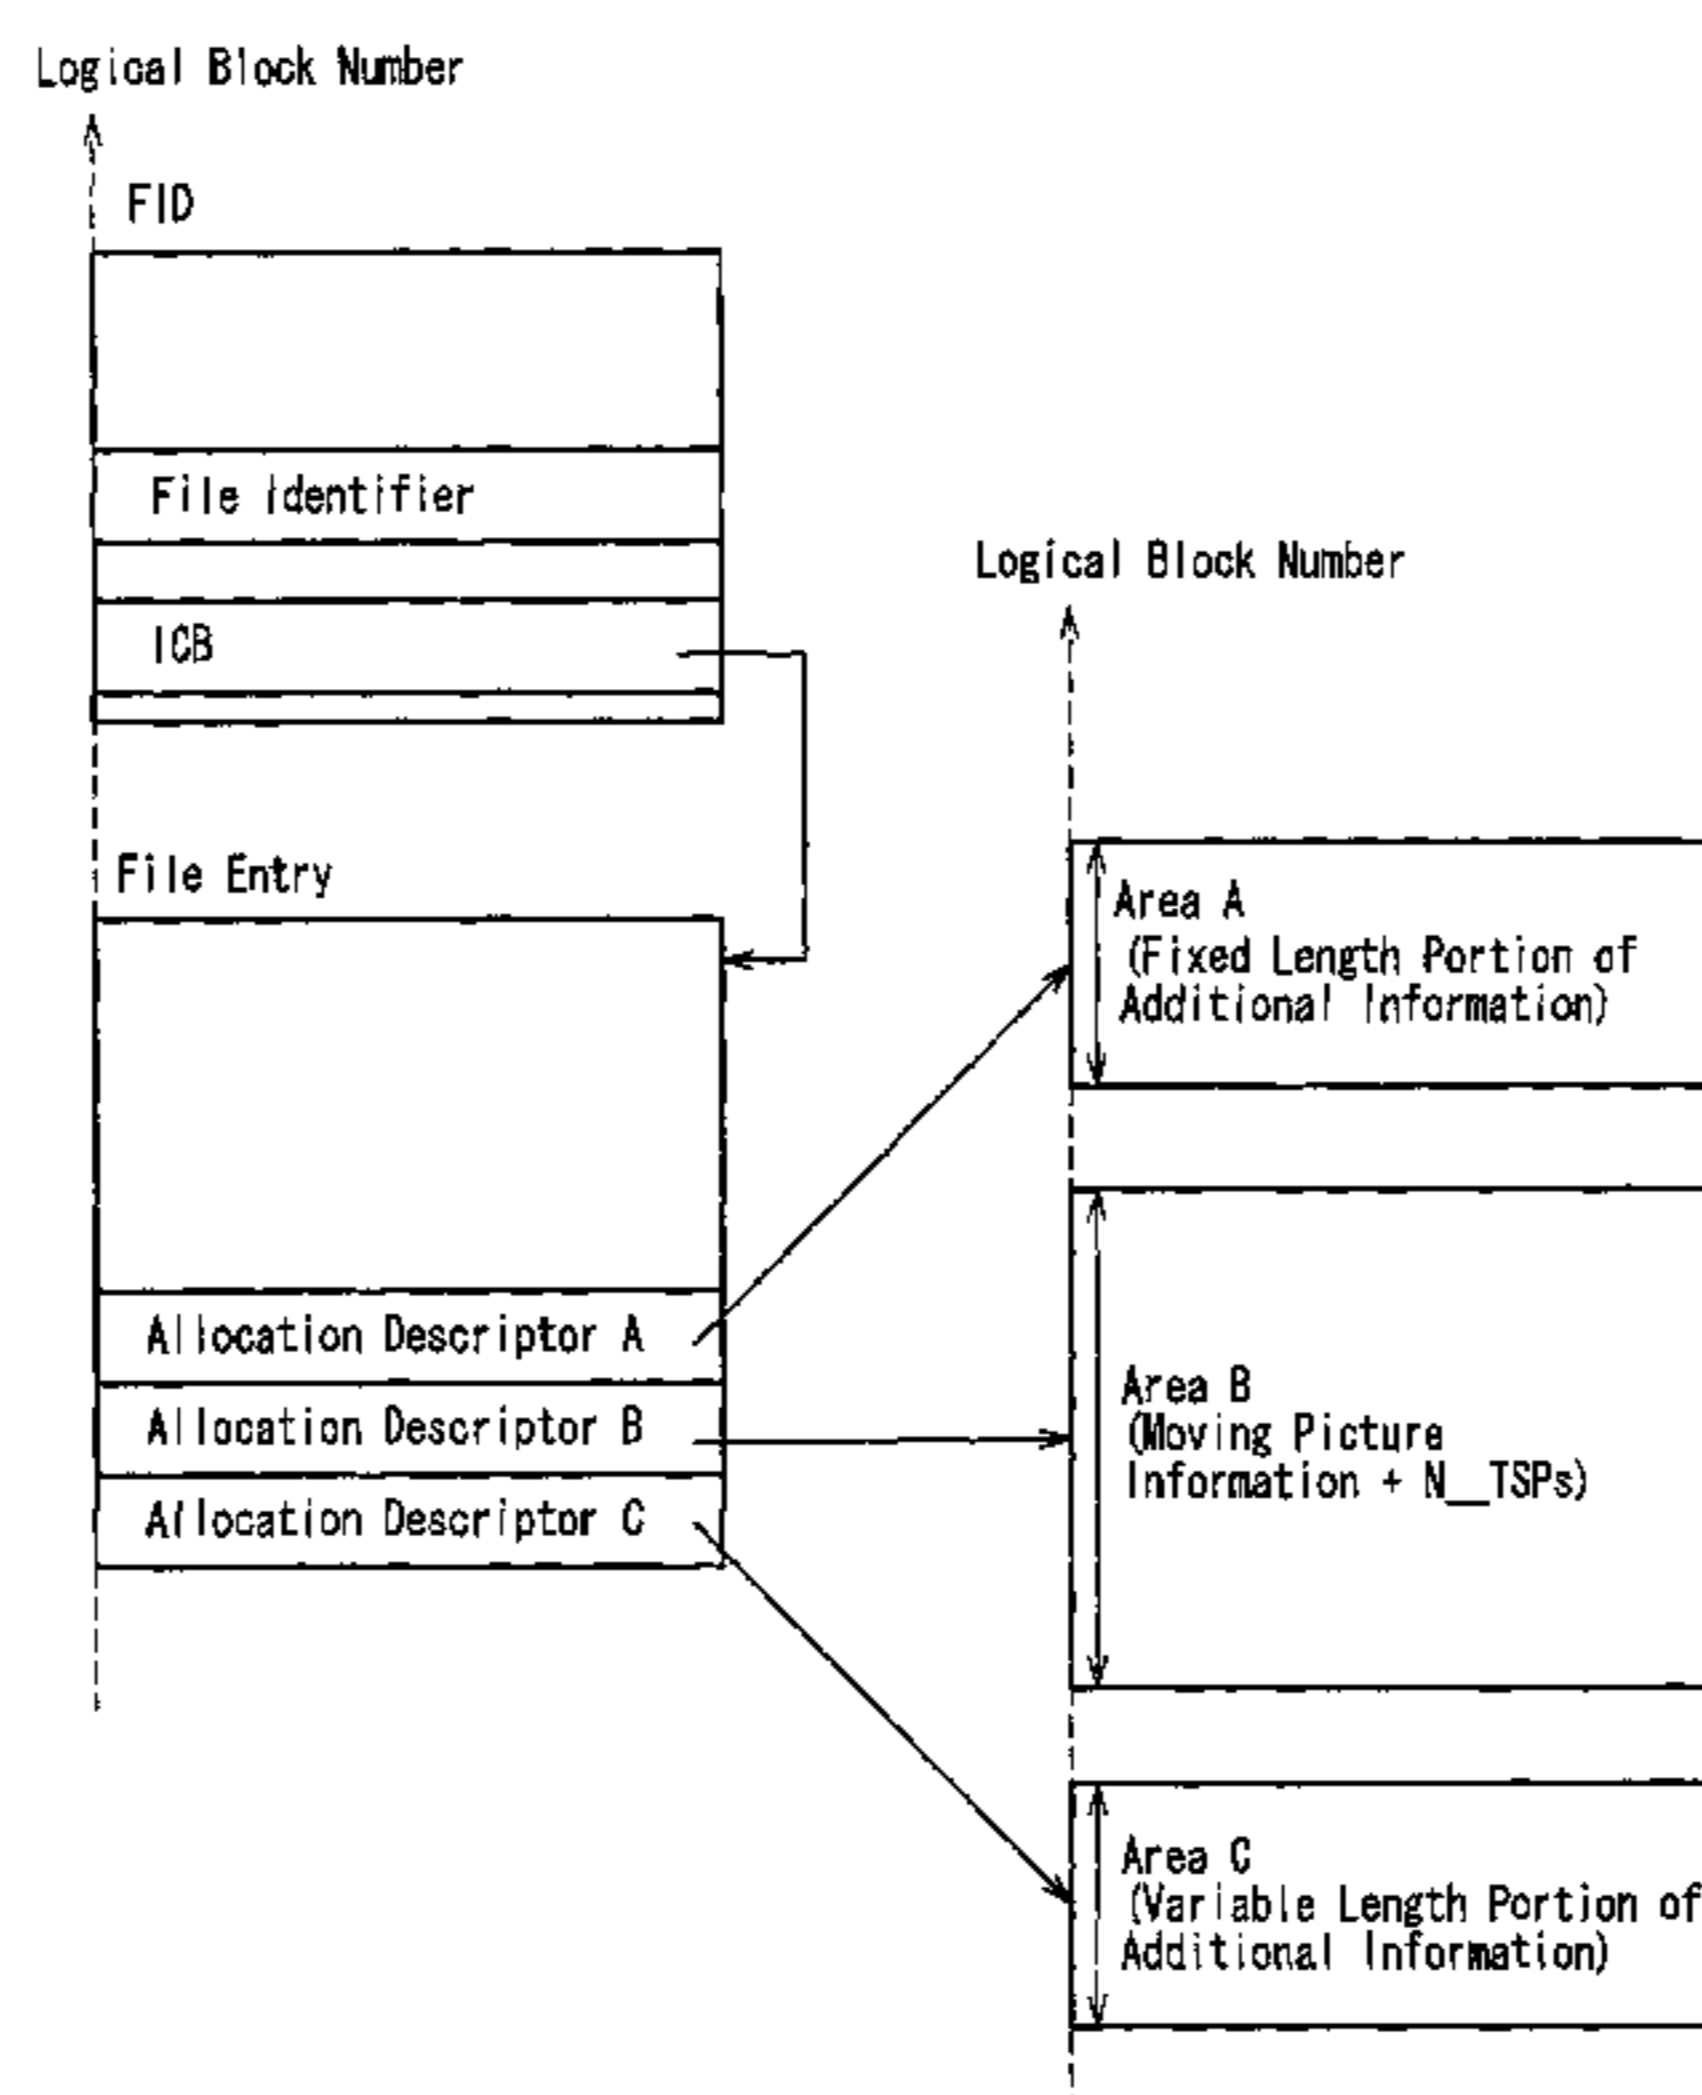 Logical Block Number
FID
File Identifier
ICB
File Entry
Allocation Descriptor A
Allocation Descriptor B
Allocation Descriptor C
Logical Block Number
Area A
(Fixed Length Portion of
Additional Information)
Area B
(Moving Picture
Information + N__TSPs)
Area C
(Variable Length Portion of
Additional Information)